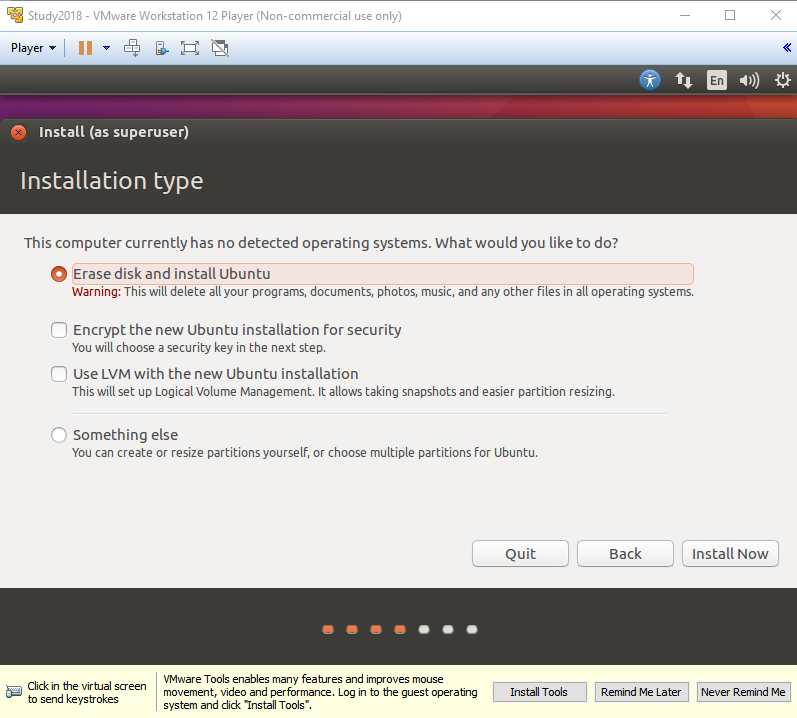 Study2018 - VMware Workstation 12 Player (Non-commercial use only)
Player
En
Install (as superuser)
Installation type
This computer currently has no detected operating systems. What would you like to do?
Erase disk and install Ubuntu
Warning: This will delete all your programs, documents, photos, music, and any other files in all operating systems.
Encrypt the new Ubuntu installation for security
You will choose a security key in the next step.
Use LVM with the new Ubuntu installation
This will set up Logical Volume Management. It allows taking snapshots and easier partition resizing.
Something else
You can create or resize partitions yourself, or choose multiple partitions for Ubuntu.
Quit
Back
Install Now
Click in the virtual screen
to send keystrokes
VMware Tools enables many features and improves mouse
movement, video and performance. Log in to the guest operating
system and click "Install Tools".
Install Tools
Remind Me Later
Never Remind Me